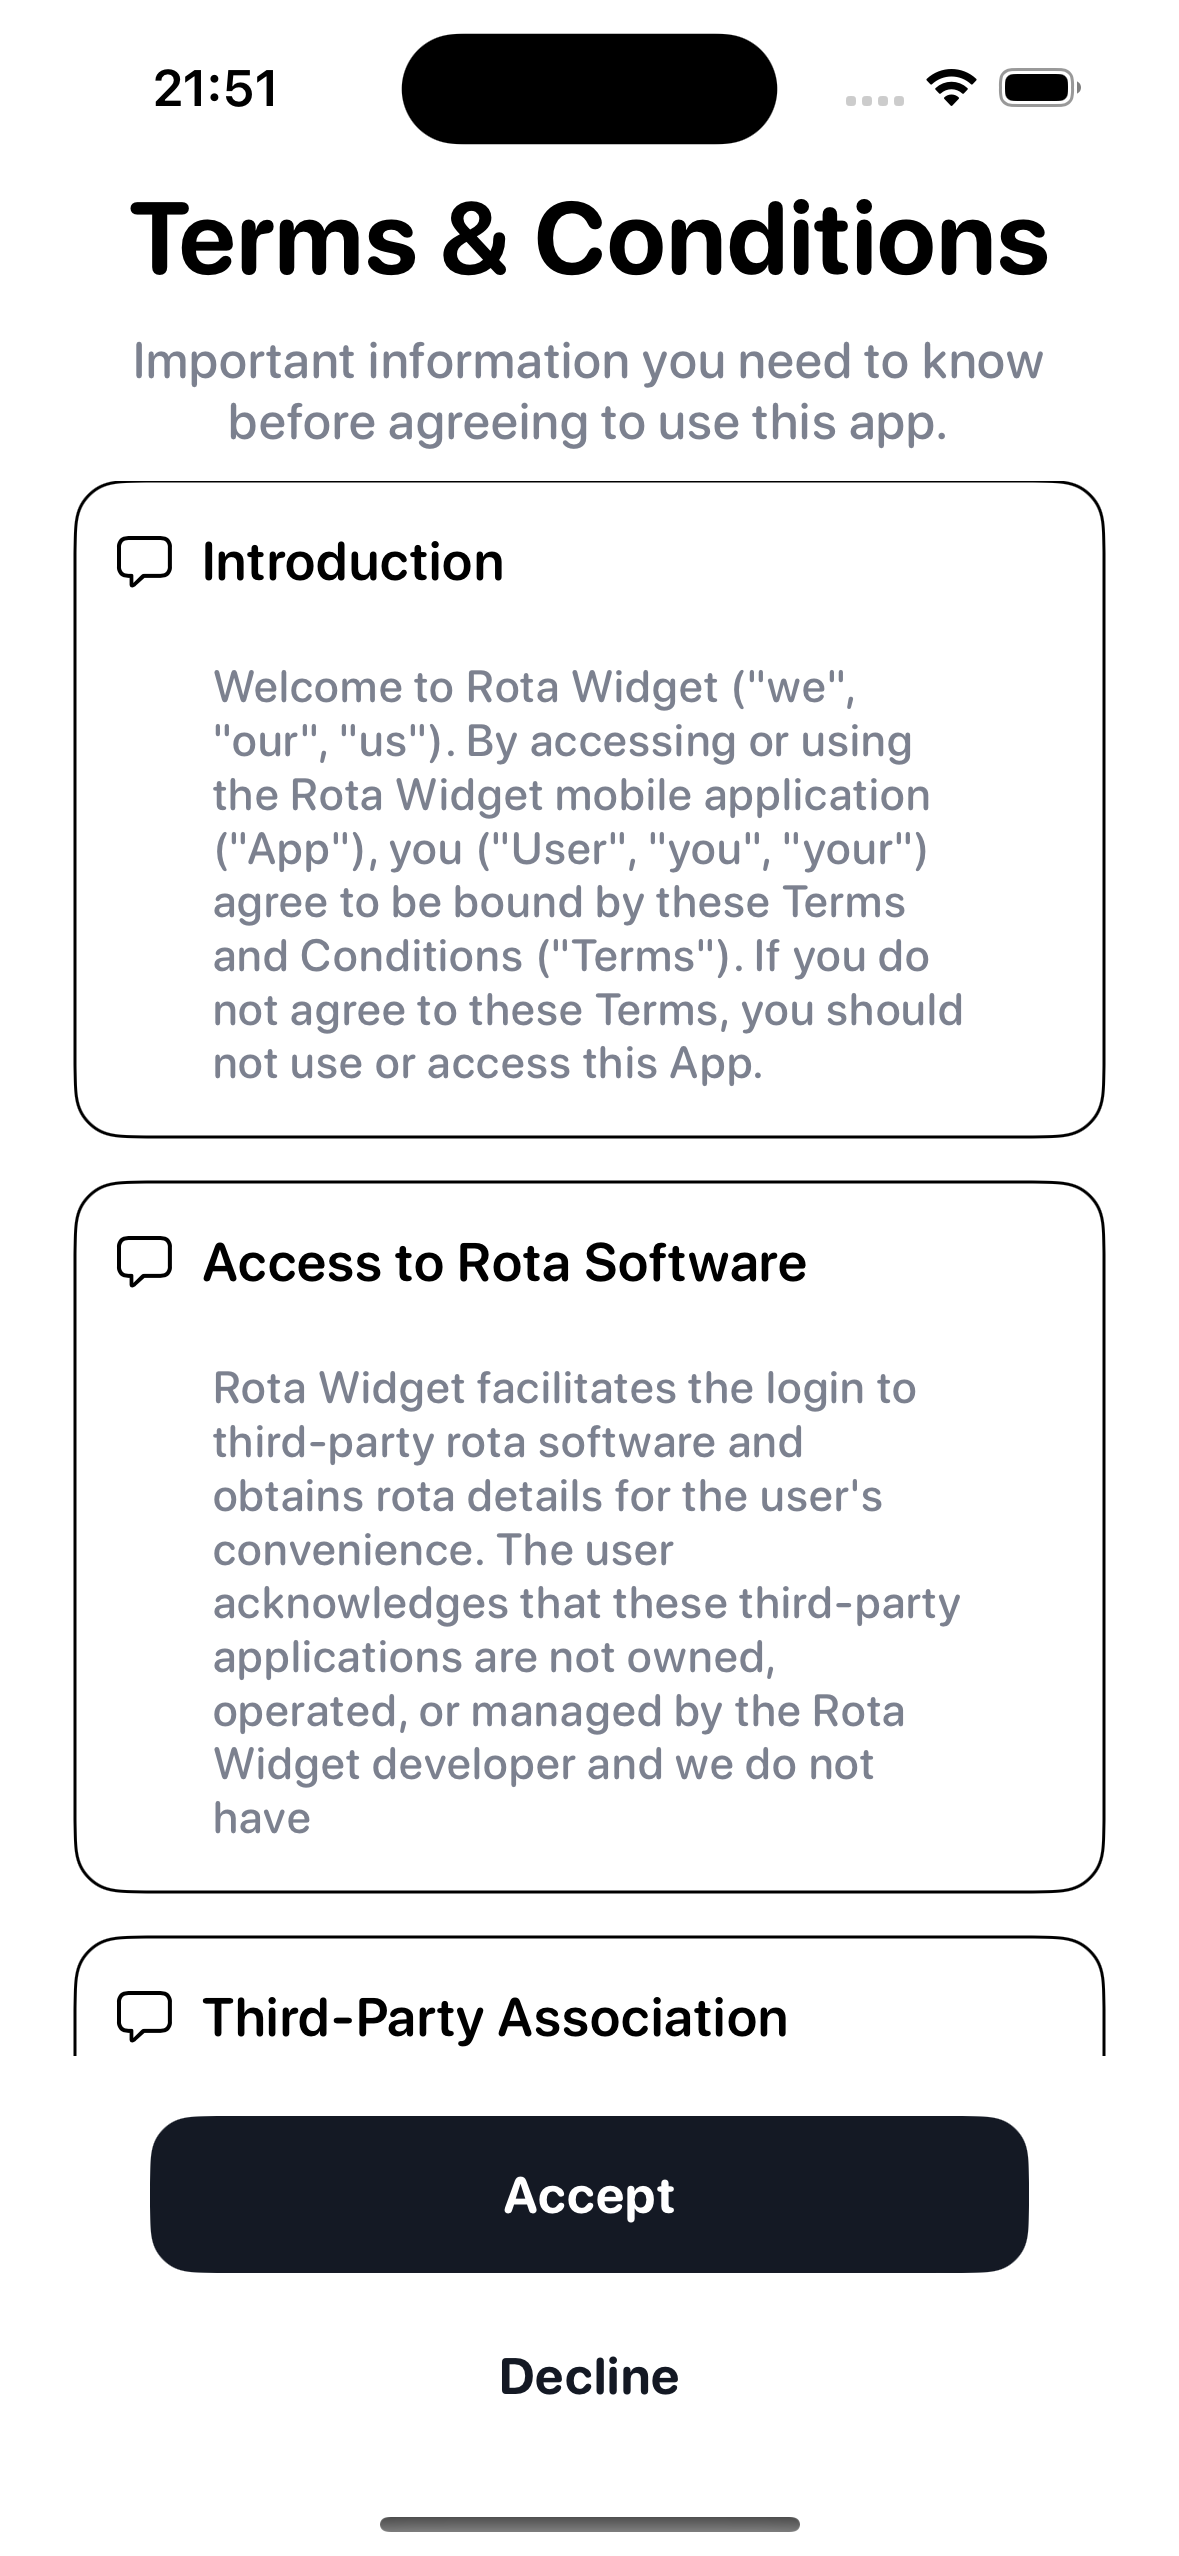 21:51
Terms & Conditions
Important information you need to know
before agreeing to use this app.
Introduction
Welcome to Rota Widget ("we",
"our", "us"). By accessing or using
the Rota Widget mobile application
("App"), you ("User", "you", "your")
agree to be bound by these Terms
and Conditions ("Terms"). If you do
not agree to these Terms, you should
not use or access this App.
Access to Rota Software
Rota Widget facilitates the login to
third-party rota software and
obtains rota details for the user's
convenience. The user
acknowledges that these third-party
applications are not owned,
operated, or managed by the Rota
Widget developer and we do not
have
Third-Party Association
Accept
Decline